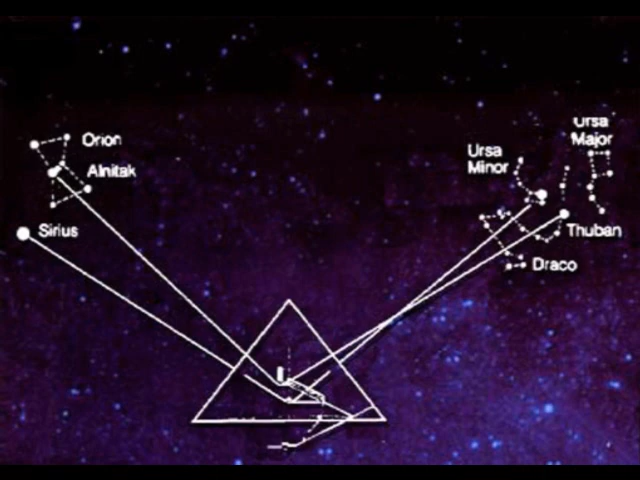 Orion
Alnitak
Sirius
Ursa
Minor
Ursa
Major
Thuban
Draco